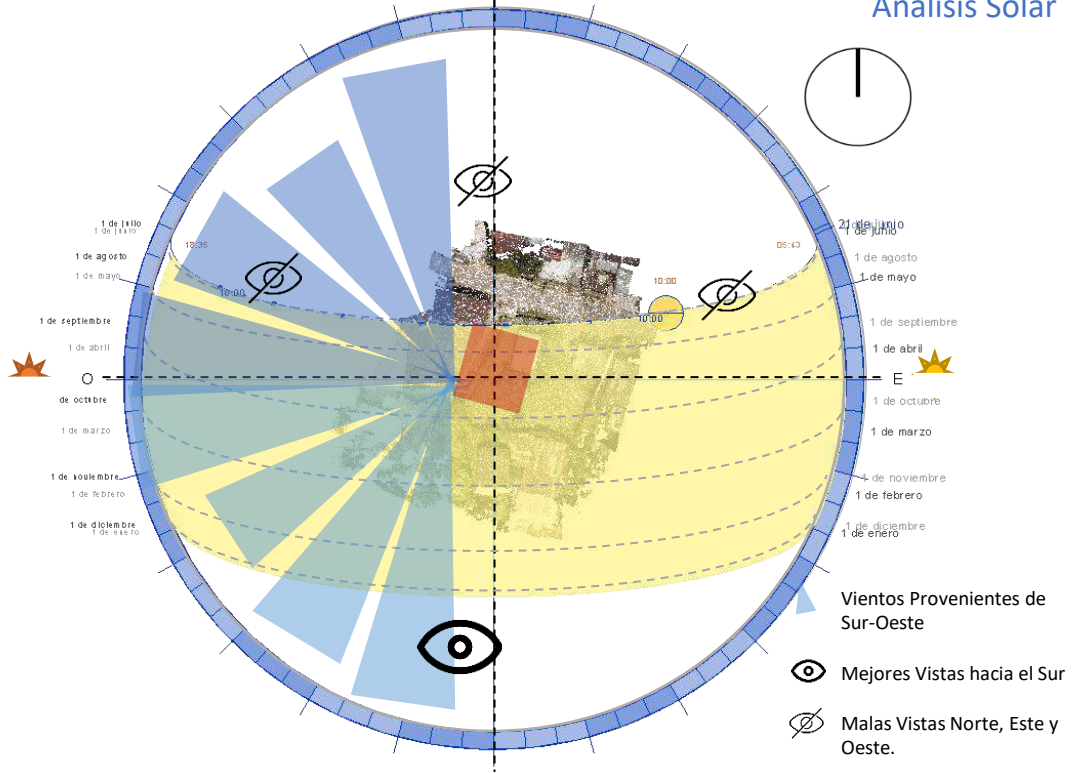 Análisis Solar
1 de julio
1 de junio
1 de agosto
1 de mayo
1 de septiembre
1 de abril
O
de octubre
1 de marzo
1 de noviembre
1 de febrero
1 de diciembre
1 de enero
18:35
10:00
05:43
10:00
21 de junio
1 de junio
1 de agosto
1 de mayo
1 de septiembre
1 de abril
E
1 de octubre
1 de marzo
1 de noviembre
1 de febrero
1 de diciembre
1 de enero
Vientos Provenientes de
Sur-Oeste
Mejores Vistas hacia el Sur
Malas Vistas Norte, Este y
Oeste.